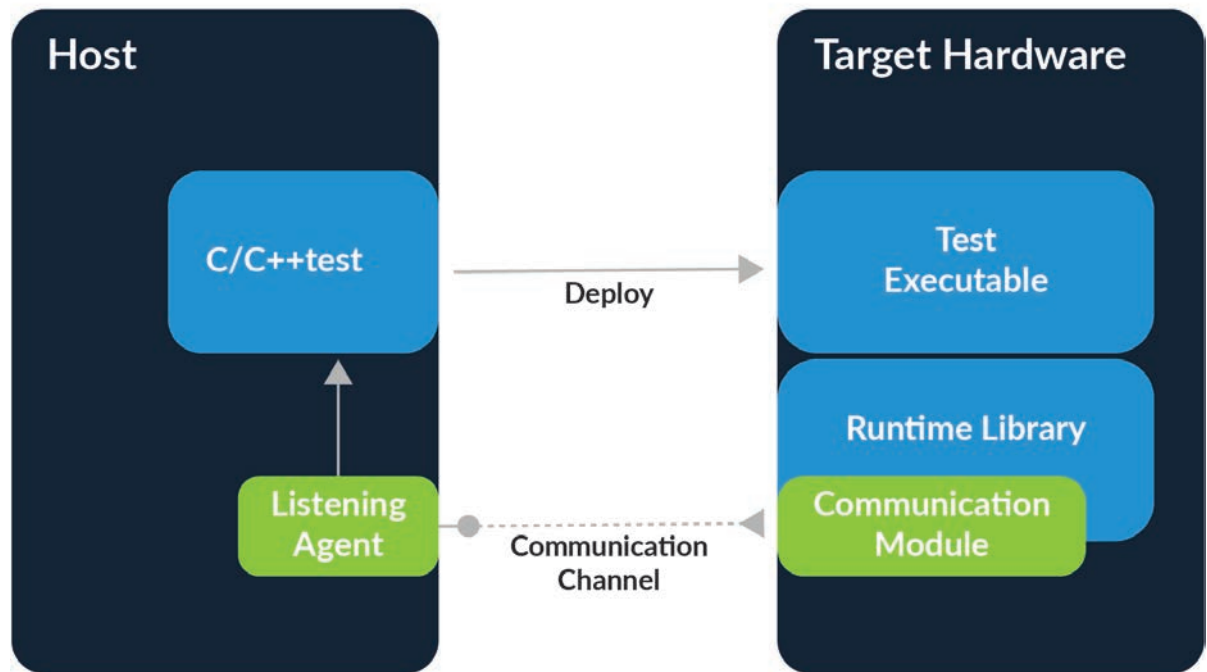 Host
Target Hardware
C/C++test
Deploy
Test
Executable
Runtime Library
Listening
Agent
Communication
Channel
Communication
Module